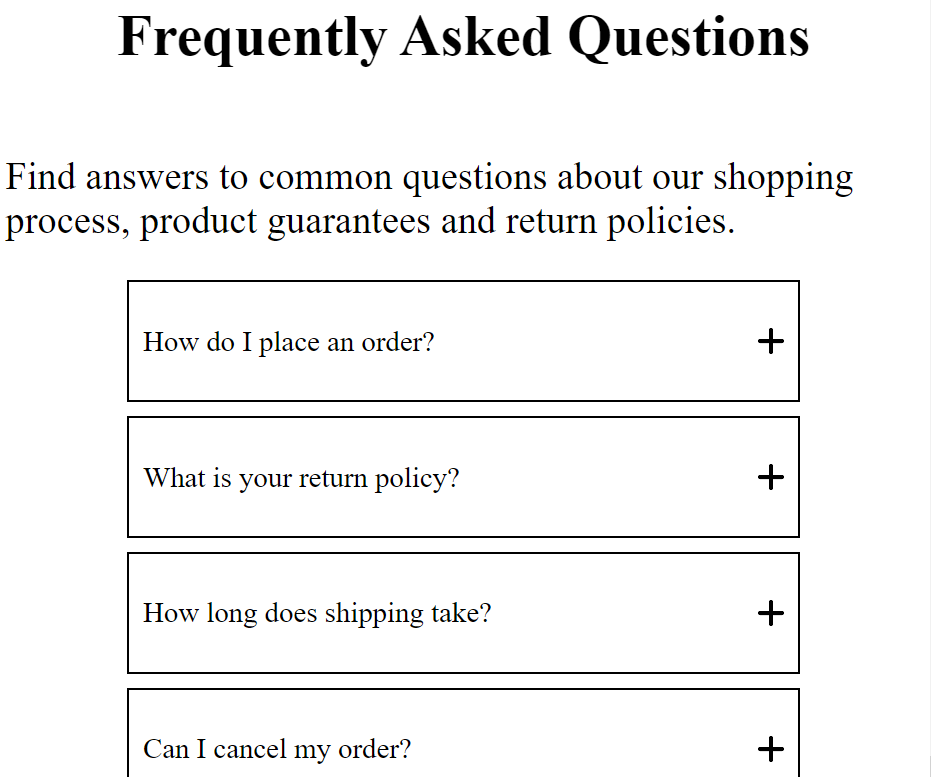 Frequently Asked Questions
Find answers to common questions about our shopping
process, product guarantees and return policies.
How do I place an order?
What is your return policy?
How long does shipping take?
Can I cancel my order?